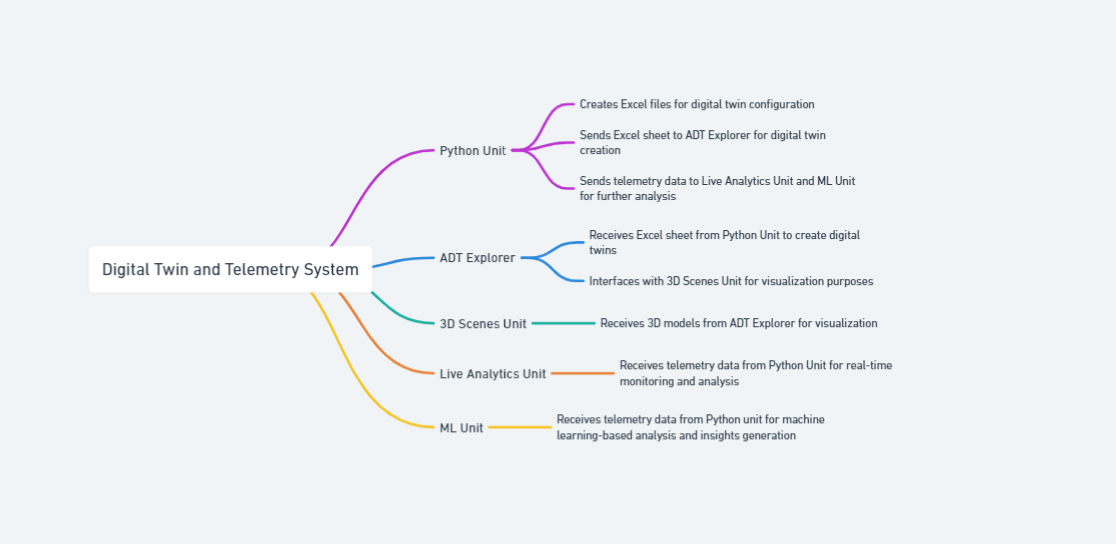 Digital Twin and Telemetry System
Python Unit
Creates Excel files for digital twin configuration
Sends Excel sheet to ADT Explorer for digital twin
creation
Sends telemetry data to Live Analytics Unit and ML Unit
for further analysis
ADT Explorer
Receives Excel sheet from Python Unit to create digital
twins
Interfaces with 3D Scenes Unit for visualization purposes
3D Scenes Unit
Receives 3D models from ADT Explorer for visualization
Live Analytics Unit
Receives telemetry data from Python Unit for real-time
monitoring and analysis
ML Unit
Receives telemetry data from Python unit for machine
learning-based analysis and insights generation